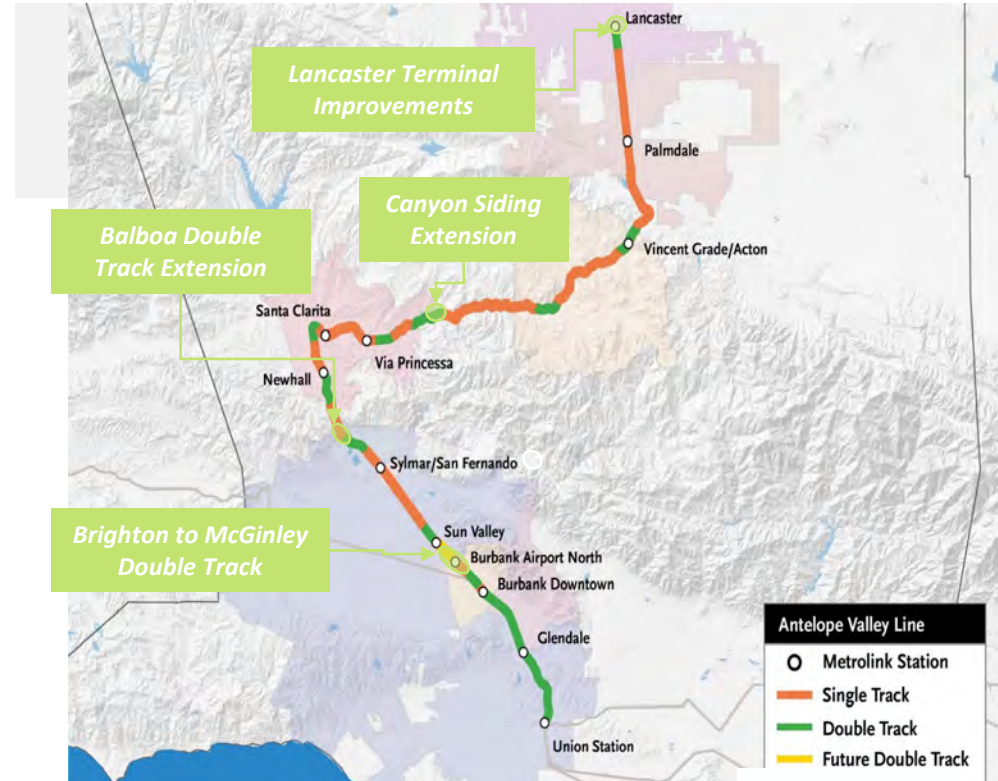 Lancaster
Lancaster Terminal
Improvements
Palmdale
Canyon Siding
Extension
Balboa Double
Track Extension
Vincent Grade/Acton
Santa Clarita
Via Princessa
Newhall
Sylmar/San Fernando
Brighton to McGinley
Double Track
Sun Valley
Burbank Airport North
Burbank Downtown
Glendale
Union Station
Antelope Valley Line
Metrolink Station
Single Track
Double Track
Future Double Track